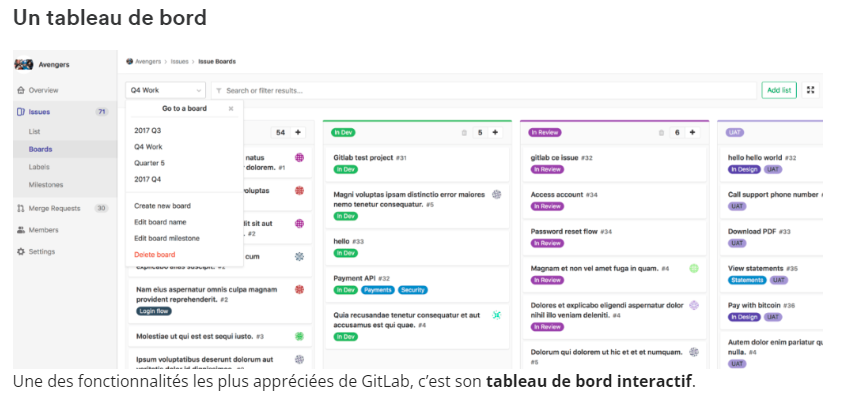 Un tableau de bord
Avengers
Avengers › Issues › Issue Boards
Overview
Issues 71
List
Boards
Labels
Milestones
Merge Requests 30
Members
Settings
Q4 Work
Search or filter results...
Add list
Go to a board ×
2017 Q3
Q4 Work
Quarter 5
2017 Q4
Create new board
Edit board name
Edit board milestone
Delete board
54 +
natus
dolorem. #1
voluptas
sit aut
#2
cum
explicabo alias suscipit. #2
Nam eius aspernatur omnis culpa magnam
provident reprehenderit. #2
Login flow
Molestiae ut qui est est sequi iusto. #3
Ipsum voluptatibus deserunt dolorum aut
In Dev 5 +
Gitlab test project #31
In Dev
Magni voluptas ipsam distinctio error maiores
nemo tenetur consequatur. #5
In Dev
hello #33
In Dev
Payment API #32
In Dev Payments Security
Quia recusandae tenetur consequatur et aut
accusamus est qui quae. #4
In Dev
In Review 6 +
gitlab ce issue #32
In Review
Access account #34
In Review
Password reset flow #34
In Review
Magnam et non vel amet fuga in quam. #4
In Review
Dolores et explicabo eligendi aspernatur dolor
nihil illo veniam deleniti. #4
In Review
Dolorum qui dolorem ut hic et et et numquam.
#5
UAT
hello hello world #32
In Design UAT
Call support phone number
UAT
Download PDF #33
UAT
View statements #35
Statements UAT
Pay with bitcoin #36
In Design UAT
Autem dolor enim pariatur
nulla. #4
UAT
Une des fonctionnalités les plus appréciées de GitLab, c’est son tableau de bord interactif.